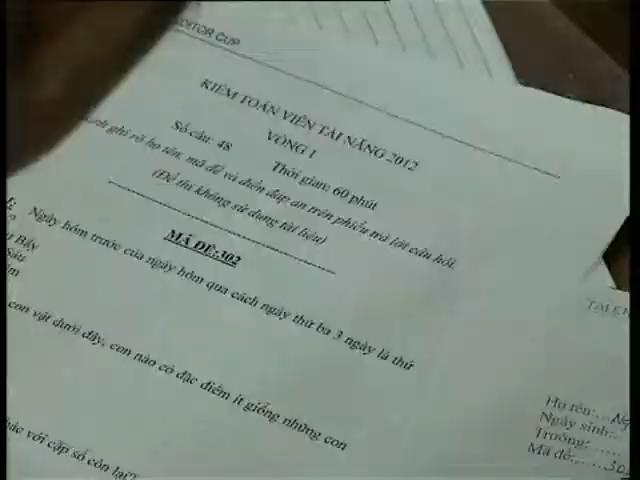 DITOR CUP
KIỂM TOÁN VIÊN TÀI NĂNG 2012
VÒNG 1
Số câu: 48 Thời gian: 60 phút
ghi rõ họ tên, mã đề và điền đáp án trên phiếu trả lời câu hỏi.
(Đề thi không sử dụng tài liệu)
MÃ ĐỀ:302
Ngày hôm trước của ngày hôm qua cách ngày thứ ba 3 ngày là thứ
Bảy
Sáu
con vật dưới đây, con nào có đặc điểm ít giống những con
với cặp số còn lại?
TALEN
Họ tên:
Ngày sinh:
Trường:
Mã đề: 302